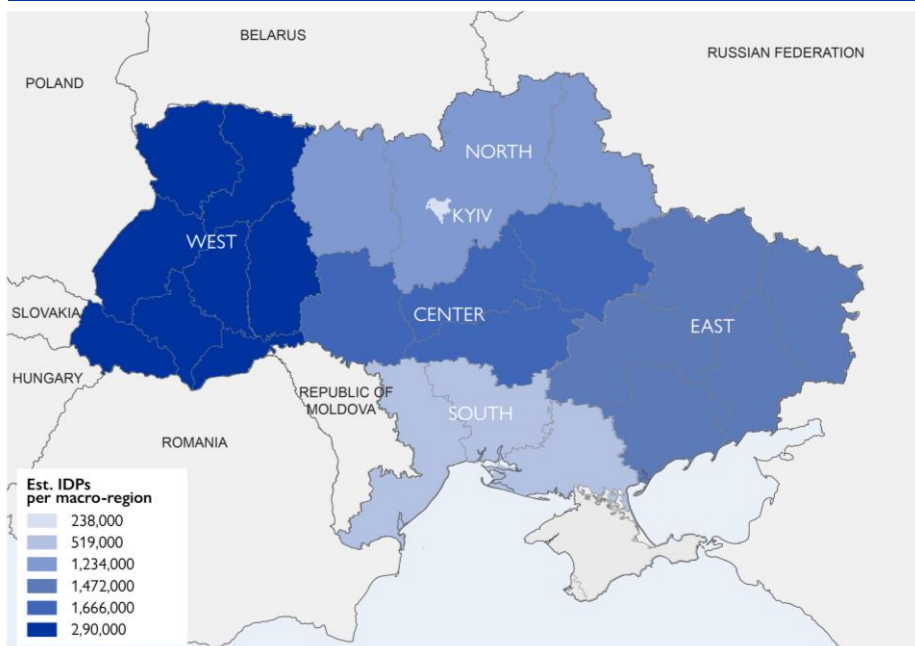 BELARUS
RUSSIAN FEDERATION
POLAND
NORTH
KYIV
WEST
SLOVAKIA
CENTER
EAST
HUNGARY
REPUBLIC OF
MOLDOVA
SOUTH
ROMANIA
Est. IDPs
per macro-region
238,000
519,000
1,234,000
1,472,000
1,666,000
2,90,000